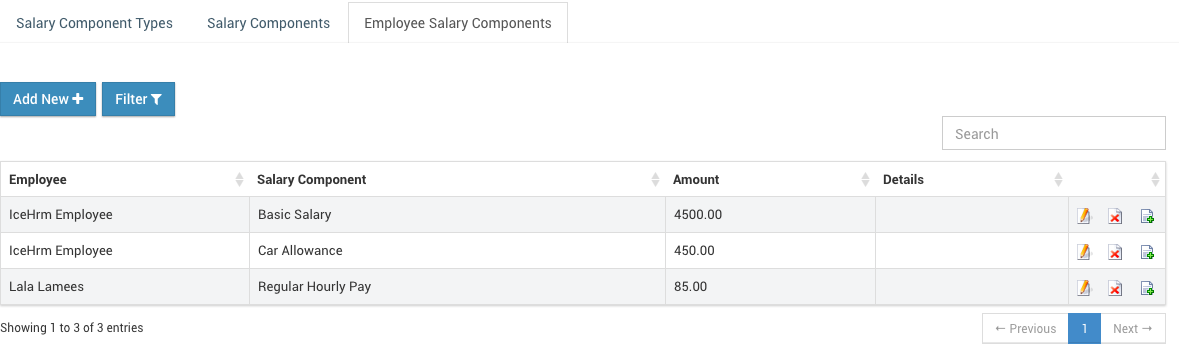 Salary Component Types Salary Components Employee Salary Components
Add New Filter
Search
Employee Salary Component Amount Details
IceHrm Employee Basic Salary 4500.00
IceHrm Employee Car Allowance 450.00
Lala Lamees Regular Hourly Pay 85.00
Showing 1 to 3 of 3 entries ← Previous 1 Next →